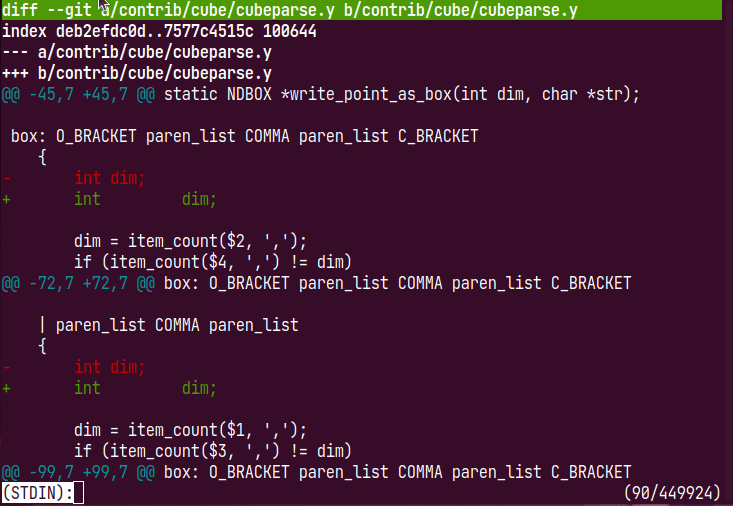 diff --git a/contrib/cube/cubeparse.y b/contrib/cube/cubeparse.y
index deb2efdc0d..7577c4515c 100644
--- a/contrib/cube/cubeparse.y
+++ b/contrib/cube/cubeparse.y
@@ -45,7 +45,7 @@ static NDBOX *write_point_as_box(int dim, char *str);

 box: O_BRACKET paren_list COMMA paren_list C_BRACKET
    {
-       int dim;
+       int         dim;

        dim = item_count($2, ',');
        if (item_count($4, ',') != dim)
@@ -72,7 +72,7 @@ box: O_BRACKET paren_list COMMA paren_list C_BRACKET

    | paren_list COMMA paren_list
    {
-       int dim;
+       int         dim;

        dim = item_count($1, ',');
        if (item_count($3, ',') != dim)
@@ -99,7 +99,7 @@ box: O_BRACKET paren_list COMMA paren_list C_BRACKET
(STDIN): (90/449924)